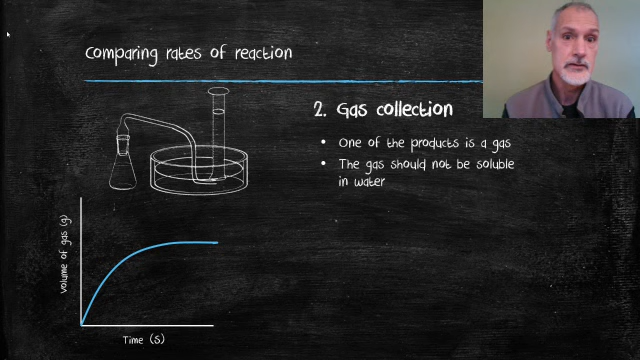 Comparing rates of reaction
2. Gas collection
• One of the products is a gas
• The gas should not be soluble
in water
Volume of gas (g)
Time (s)